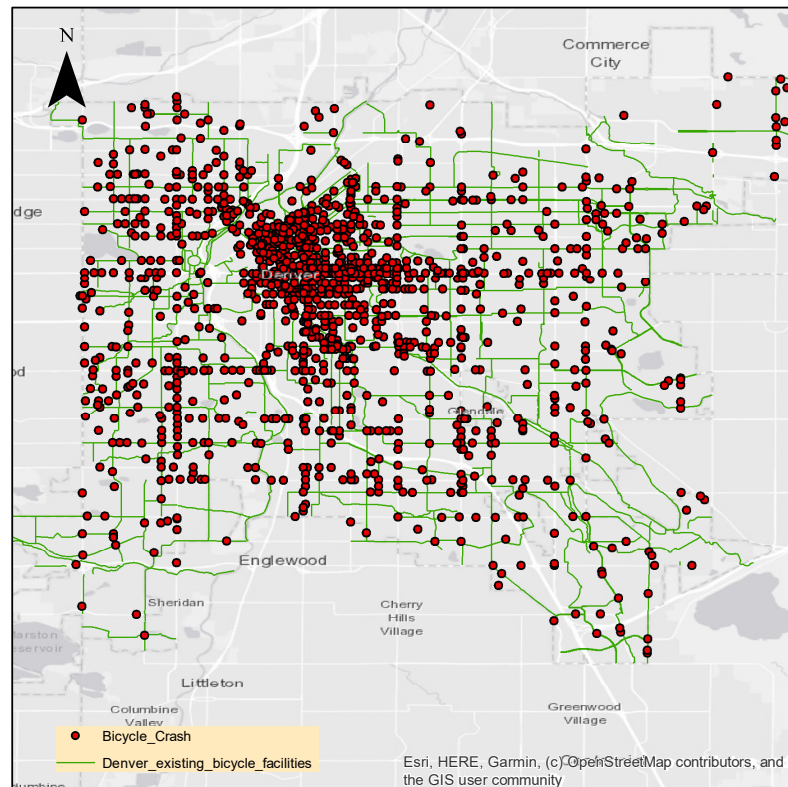 N
Commerce
City
dge
Denver
od
Glendale
Englewood
Sheridan
Cherry
Hills
Village
Littleton
Columbine
Valley
Greenwood
Village
Bicycle_Crash
Denver_existing_bicycle_facilities
Esri, HERE, Garmin, (c) OpenStreetMap contributors, and
the GIS user community